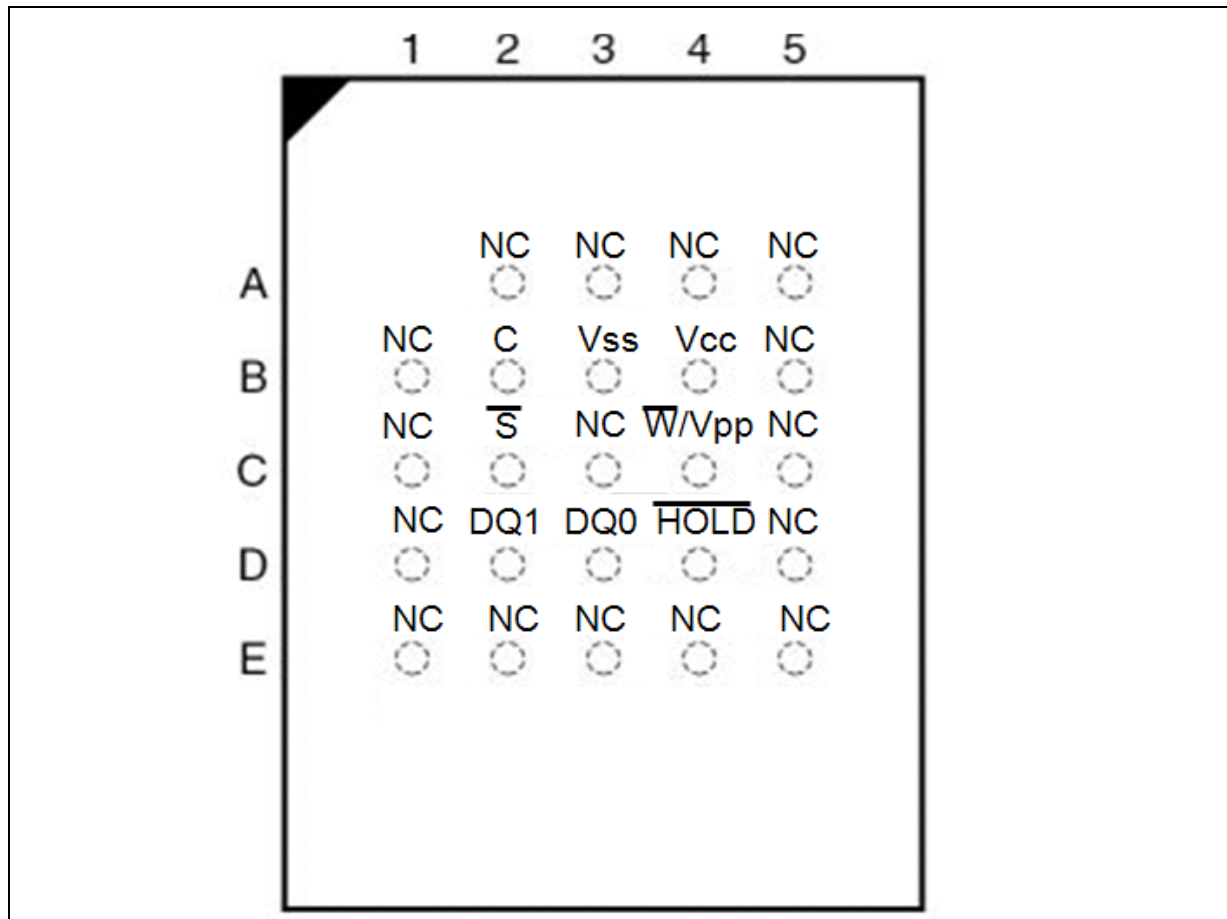 1 2 3 4 5
NC NC NC NC
A
NC C Vss Vcc NC
B
NC S̅ NC W̅/Vpp NC
C
NC DQ1 DQ0 H̅O̅L̅D̅ NC
D
NC NC NC NC NC
E